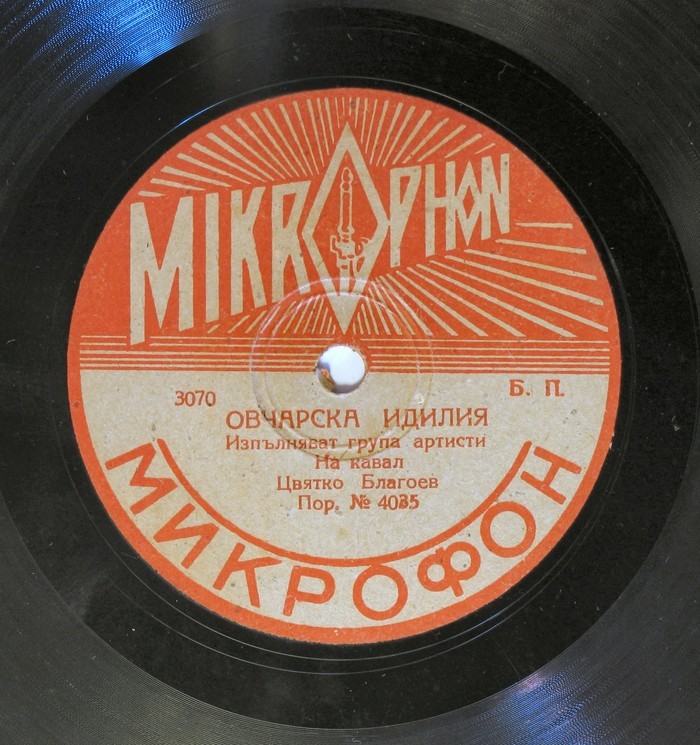 MIKROPHON
3070
Б. П.
ОВЧАРСКА ИДИЛИЯ
Изпълняват група артисти
На кавал
Цвятко Благоев
Пор. № 4035
МИКРОФОН